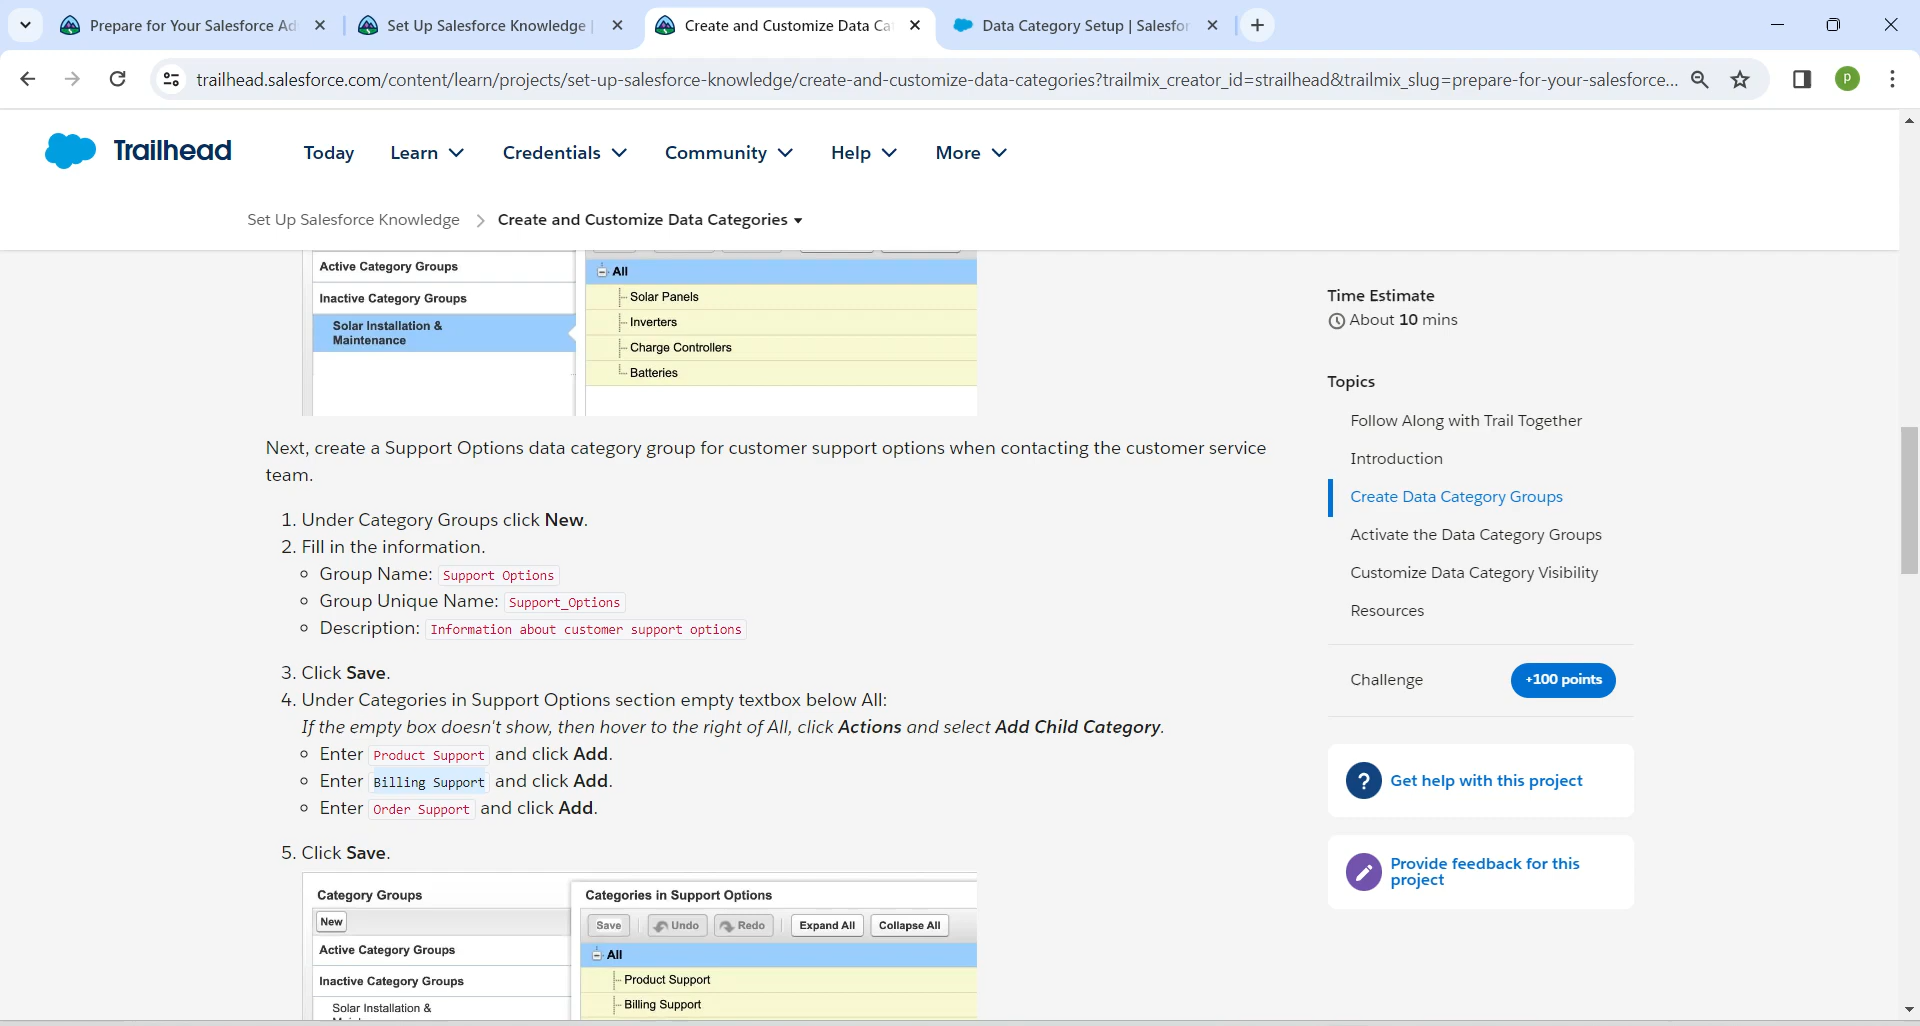 Prepare for Your Salesforce Ad
Set Up Salesforce Knowledge |
Create and Customize Data Ca
Data Category Setup | Salesfor
trailhead.salesforce.com/content/learn/projects/set-up-salesforce-knowledge/create-and-customize-data-categories?trailmix_creator_id=strailhead&trailmix_slug=prepare-for-your-salesforce...
P
Trailhead
Today
Learn
Credentials
Community
Help
More
Set Up Salesforce Knowledge > Create and Customize Data Categories
Active Category Groups
Inactive Category Groups
Solar Installation &
Maintenance
All
Solar Panels
Inverters
Charge Controllers
Batteries
Next, create a Support Options data category group for customer support options when contacting the customer service
team.
1. Under Category Groups click New.
2. Fill in the information.
Group Name: Support Options
Group Unique Name: Support_Options
Description: Information about customer support options
3. Click Save.
4. Under Categories in Support Options section empty textbox below All:
If the empty box doesn't show, then hover to the right of All, click Actions and select Add Child Category.
Enter Product Support and click Add.
Enter Billing Support and click Add.
Enter Order Support and click Add.
5. Click Save.
Category Groups
New
Active Category Groups
Inactive Category Groups
Solar Installation &
Categories in Support Options
Save
Undo
Redo
Expand All
Collapse All
All
Product Support
Billing Support
Time Estimate
About 10 mins
Topics
Follow Along with Trail Together
Introduction
Create Data Category Groups
Activate the Data Category Groups
Customize Data Category Visibility
Resources
Challenge
+100 points
? Get help with this project
Provide feedback for this
project